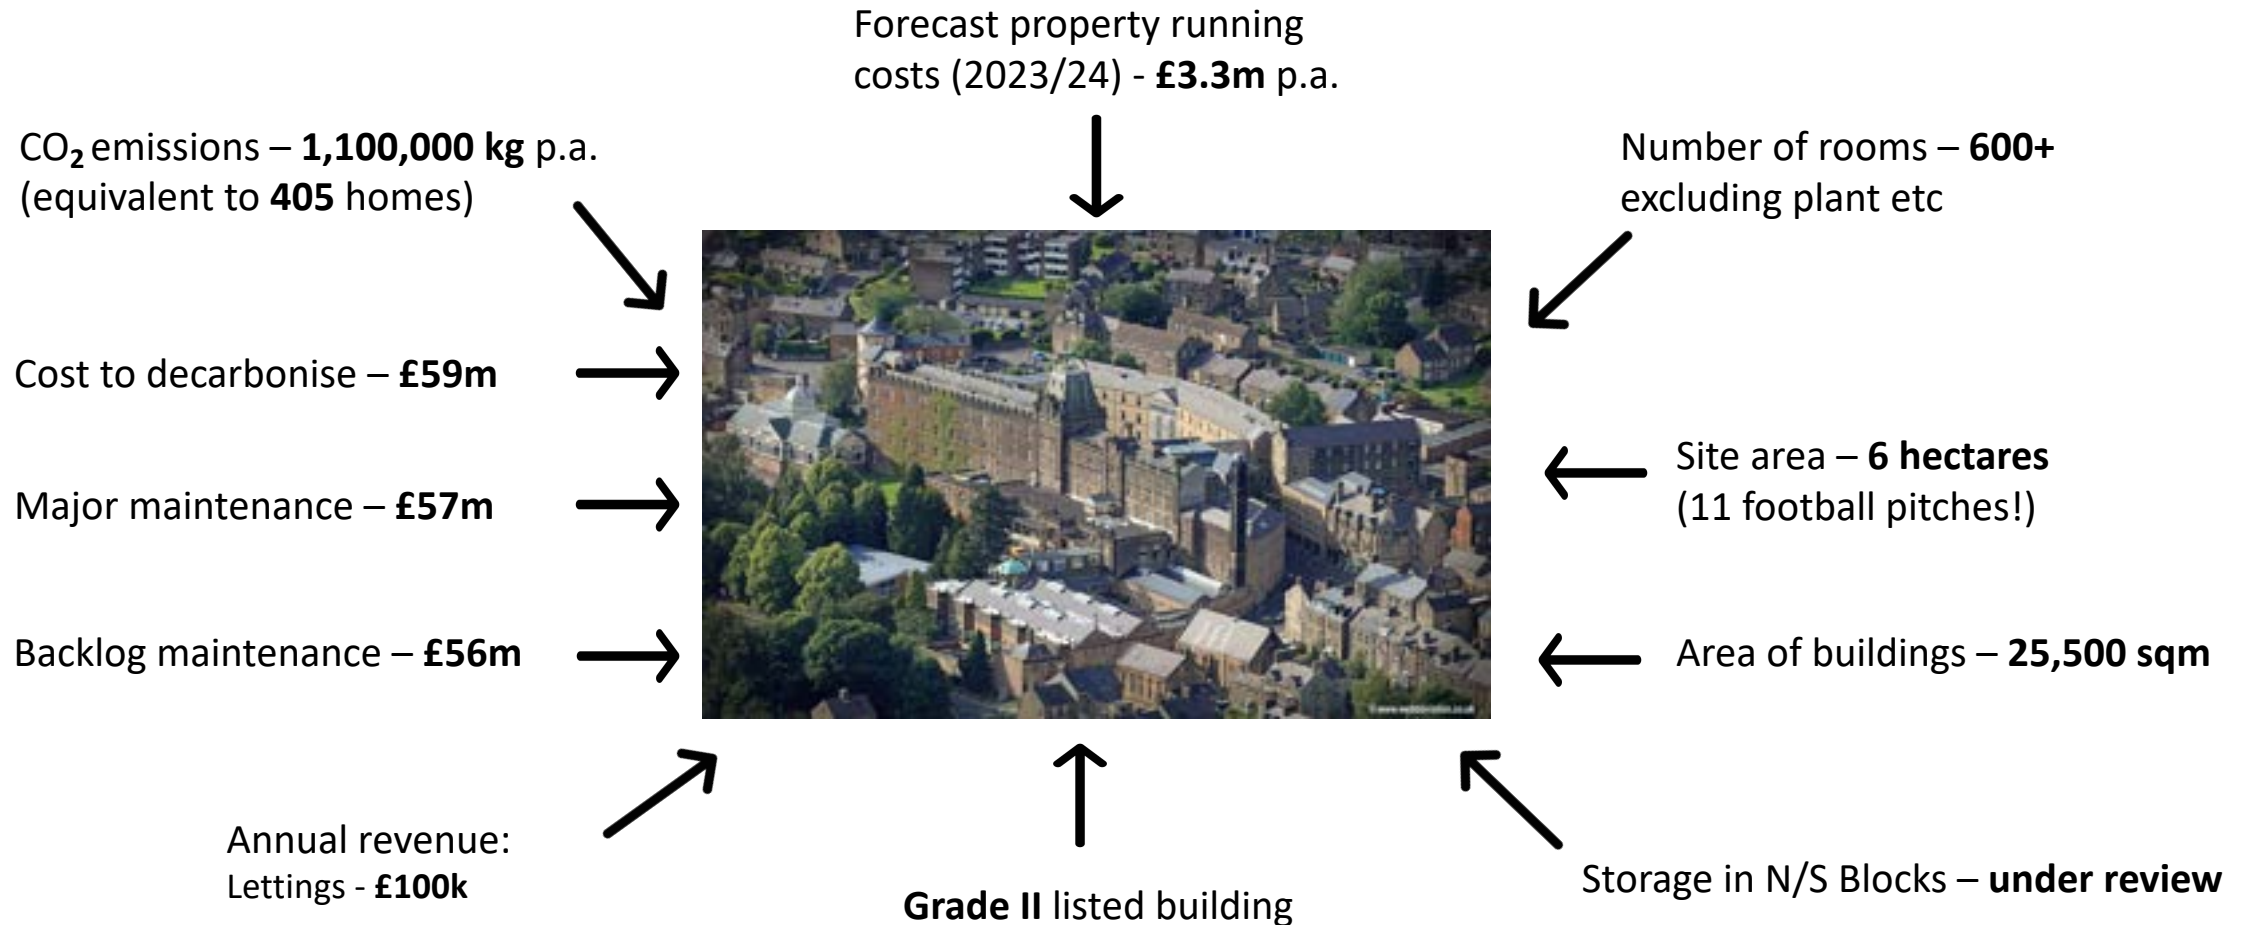 Forecast property running
costs (2023/24) - £3.3m p.a.
CO₂ emissions – 1,100,000 kg p.a.
(equivalent to 405 homes)
Number of rooms – 600+
excluding plant etc
Cost to decarbonise – £59m
Site area – 6 hectares
(11 football pitches!)
Major maintenance – £57m
Backlog maintenance – £56m
Area of buildings – 25,500 sqm
Annual revenue:
Lettings - £100k
Grade II listed building
Storage in N/S Blocks – under review